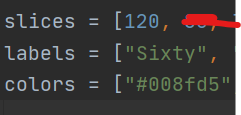 slices = [120,
labels = ["Sixty", "
colors = ["#008fd5"